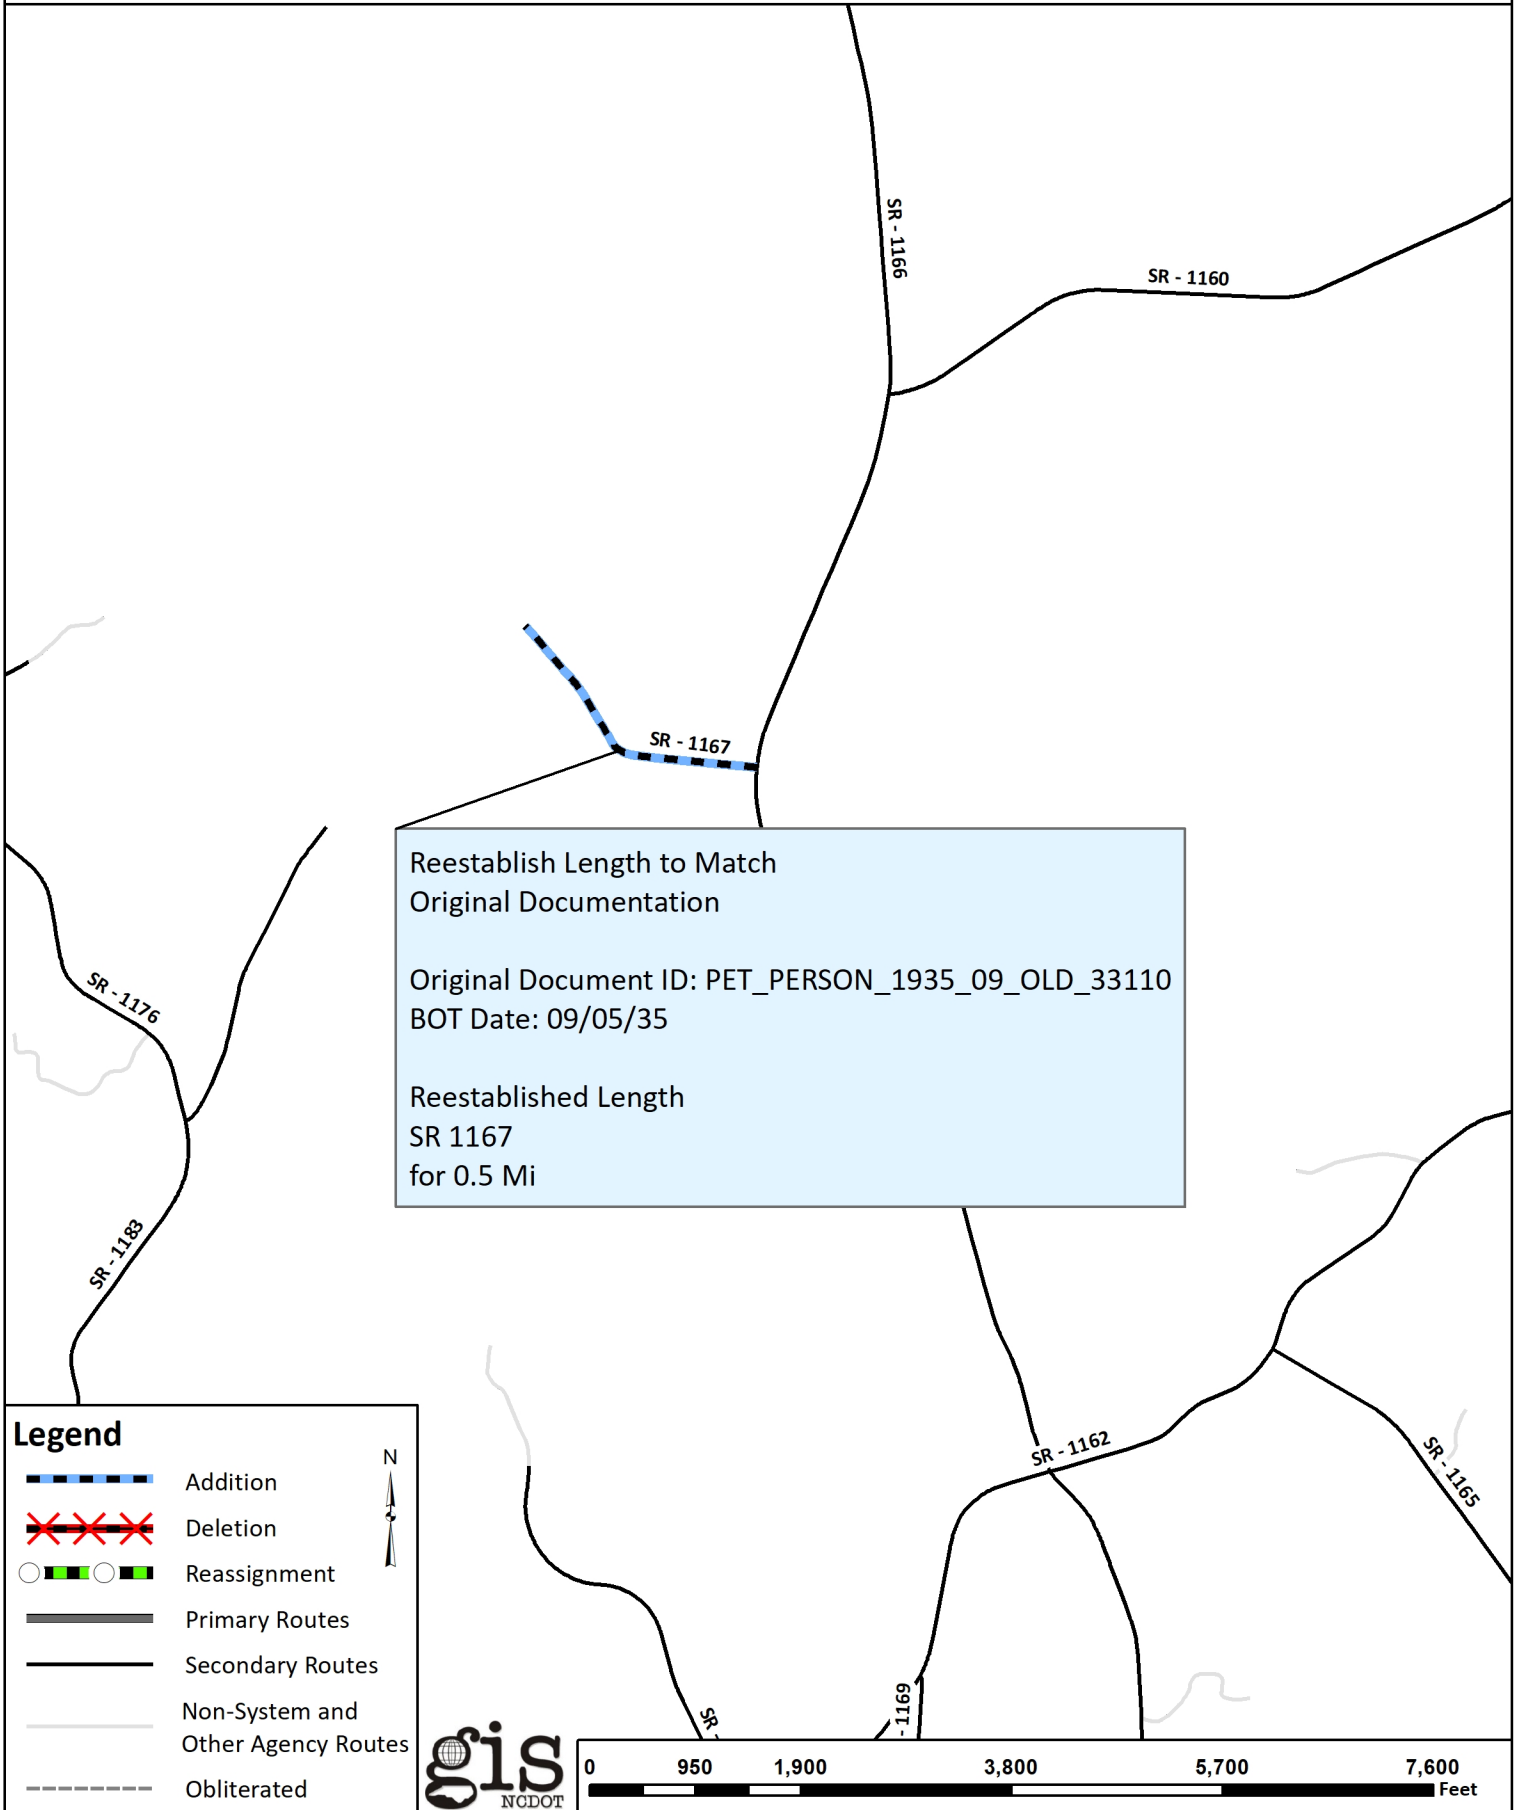 SR - 1166
SR - 1160
SR - 1167
Reestablish Length to Match
Original Documentation
Original Document ID: PET_PERSON_1935_09_OLD_33110
BOT Date: 09/05/35
Reestablished Length
SR 1167
for 0.5 Mi
SR - 1176
SR - 1183
SR - 1162
SR - 1165
SR -
- 1169
Legend
N
Addition
Deletion
Reassignment
Primary Routes
Secondary Routes
Non-System and
Other Agency Routes
Obliterated
gis
NCDOT
0 950 1,900 3,800 5,700 7,600
Feet